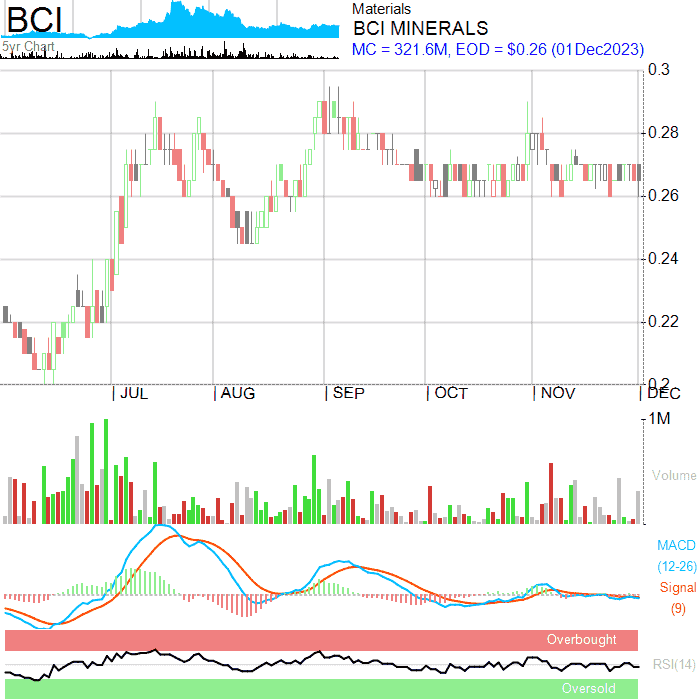 BCI
5yr Chart
Materials
BCI MINERALS
MC = 321.6M, EOD = $0.26 (01Dec2023)
0.3
0.28
0.26
0.24
0.22
0.2
JUL AUG SEP OCT NOV DEC
1M
Volume
MACD
(12-26)
Signal
(9)
Overbought
RSI(14)
Oversold